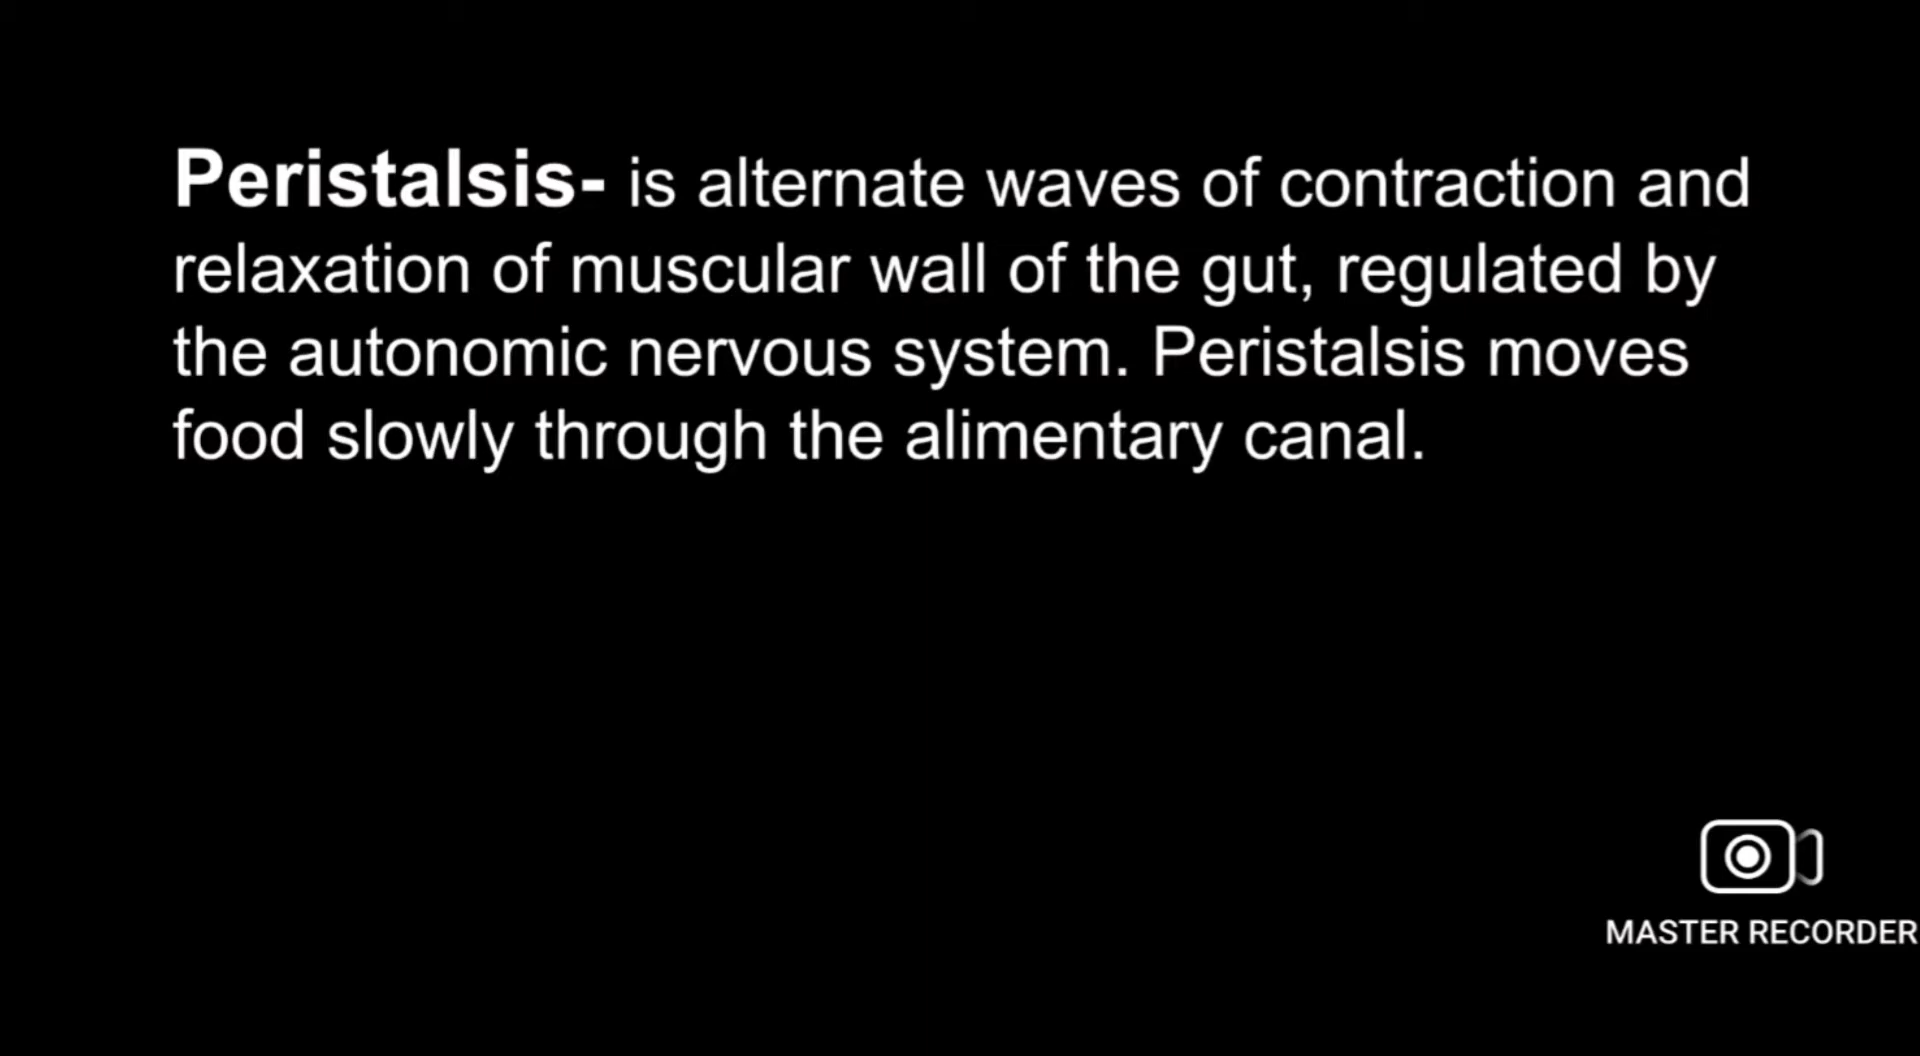 Peristalsis- is alternate waves of contraction and
relaxation of muscular wall of the gut, regulated by
the autonomic nervous system. Peristalsis moves
food slowly through the alimentary canal.
MASTER RECORDER